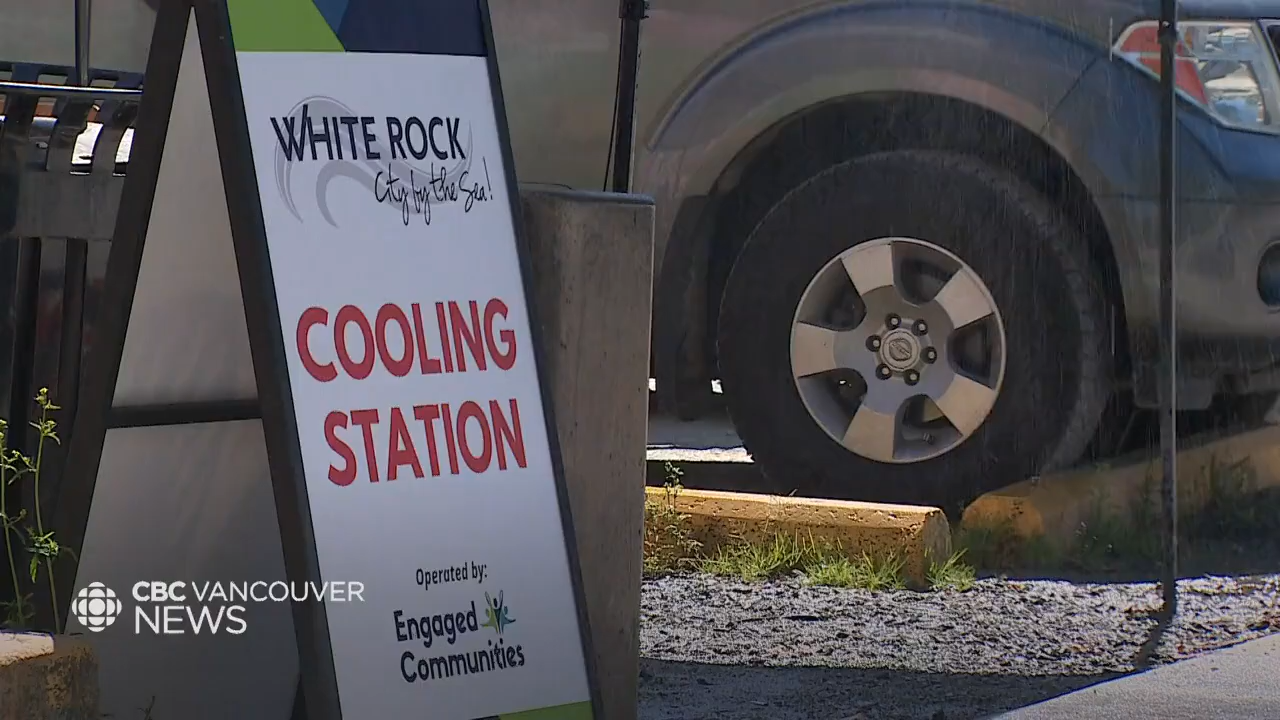 WHITE ROCK
City by the Sea!
COOLING
STATION
Operated by:
Engaged
Communities
CBC VANCOUVER
NEWS